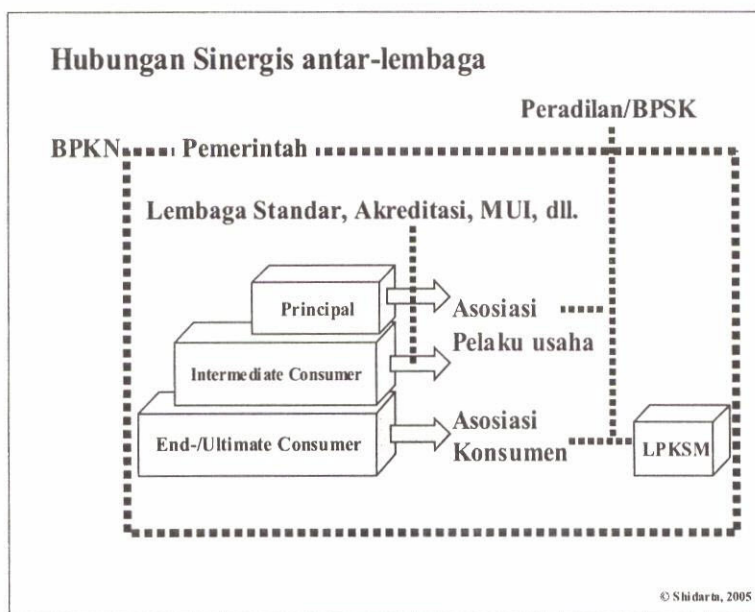 Hubungan Sinergis antar-lembaga
Peradilan/BPSK
BPKN Pemerintah
Lembaga Standar, Akreditasi, MUI, dll.
Principal
Asosiasi
Pelaku usaha
Intermediate Consumer
Asosiasi
Konsumen
End-/Ultimate Consumer
LPKSM
© Shidarta, 2005